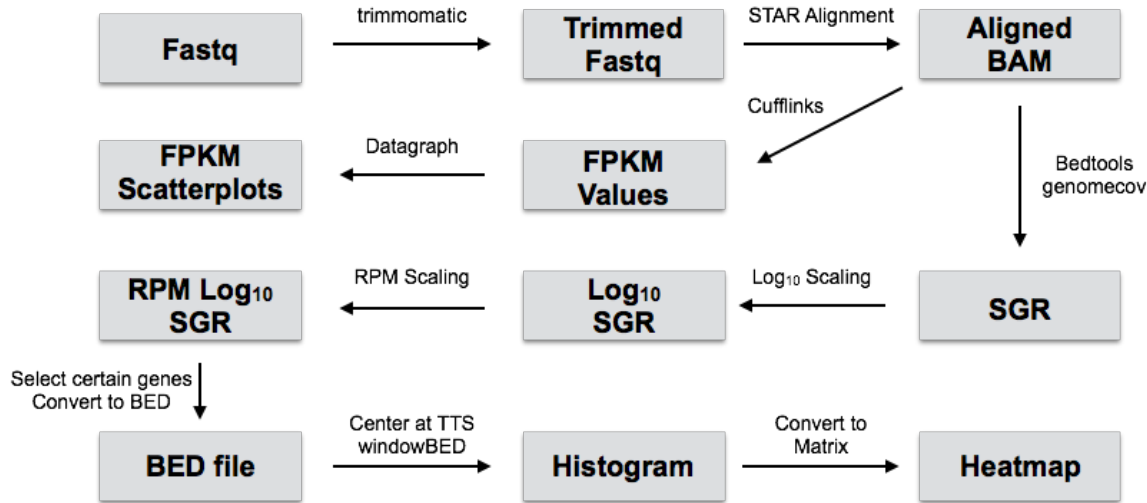 trimmomatic
STAR Alignment
Fastq
Trimmed
Fastq
Aligned
BAM
Cufflinks
Datagraph
FPKM
Scatterplots
FPKM
Values
Bedtools
genomecov
RPM Scaling
Log₁₀ Scaling
RPM Log₁₀
SGR
Log₁₀
SGR
SGR
Select certain genes
Convert to BED
Center at TTS
windowBED
Convert to
Matrix
BED file
Histogram
Heatmap